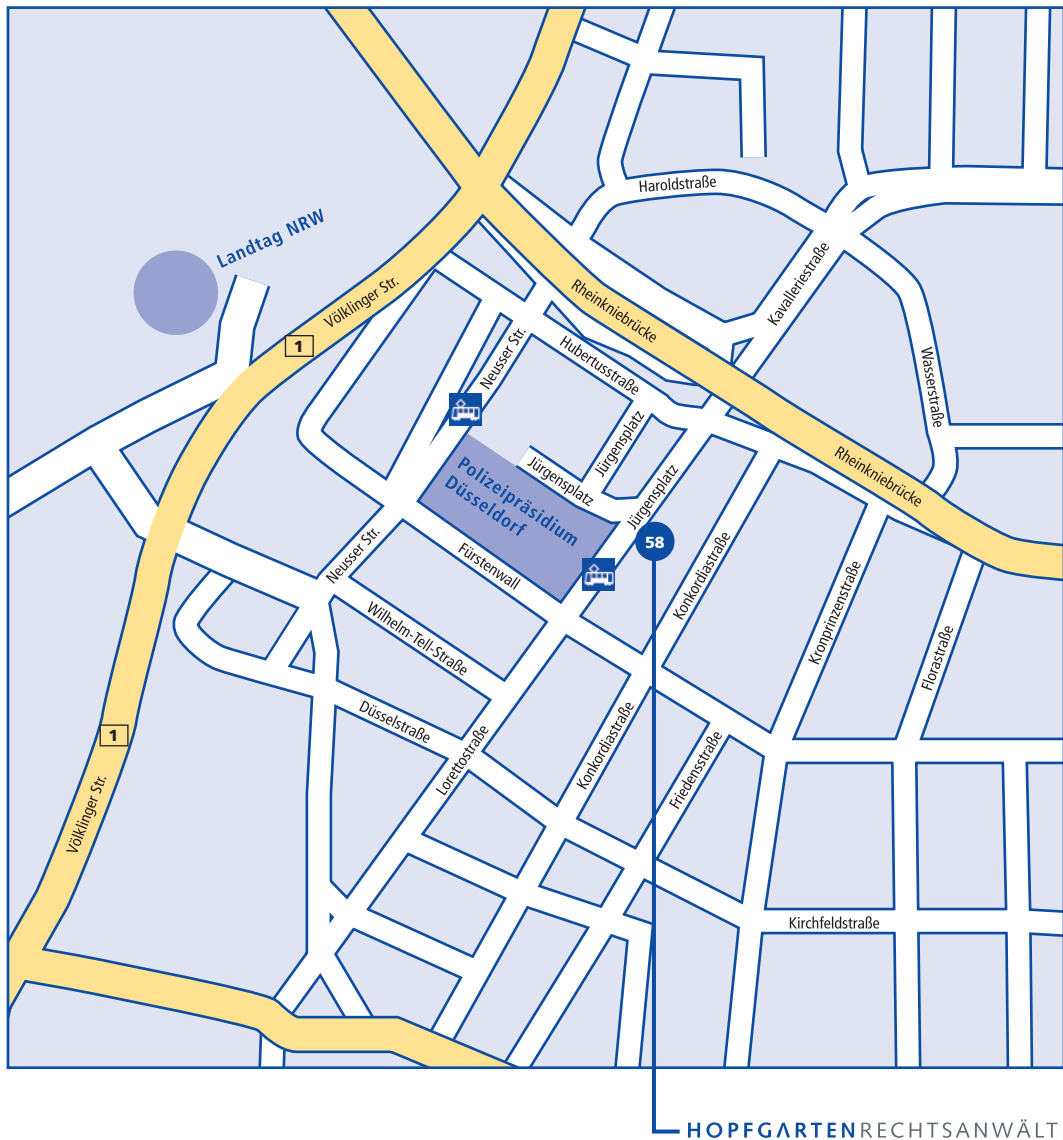 Haroldstraße
Landtag NRW
Völklinger Str.
1
Rheinkniebrücke
Kavalleriestraße
Neusser Str.
Hubertusstraße
Wasserstraße
Jürgensplatz
Jürgensplatz
Jürgensplatz
Rheinkniebrücke
Polizeipräsidium
Düsseldorf
58
Neusser Str.
Fürstenwall
Konkordiastraße
Kronprinzenstraße
Wilhelm-Tell-Straße
Florastraße
Düsselstraße
Lorettostraße
Konkordiastraße
Friedensstraße
1
Völklinger Str.
Kirchfeldstraße
HOPFGARTENRECHTSANWÄLT